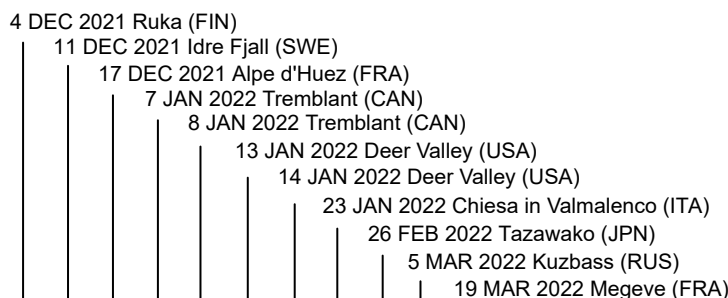 4 DEC 2021 Ruka (FIN)
11 DEC 2021 Idre Fjall (SWE)
17 DEC 2021 Alpe d'Huez (FRA)
7 JAN 2022 Tremblant (CAN)
8 JAN 2022 Tremblant (CAN)
13 JAN 2022 Deer Valley (USA)
14 JAN 2022 Deer Valley (USA)
23 JAN 2022 Chiesa in Valmalenco (ITA)
26 FEB 2022 Tazawako (JPN)
5 MAR 2022 Kuzbass (RUS)
19 MAR 2022 Megeve (FRA)